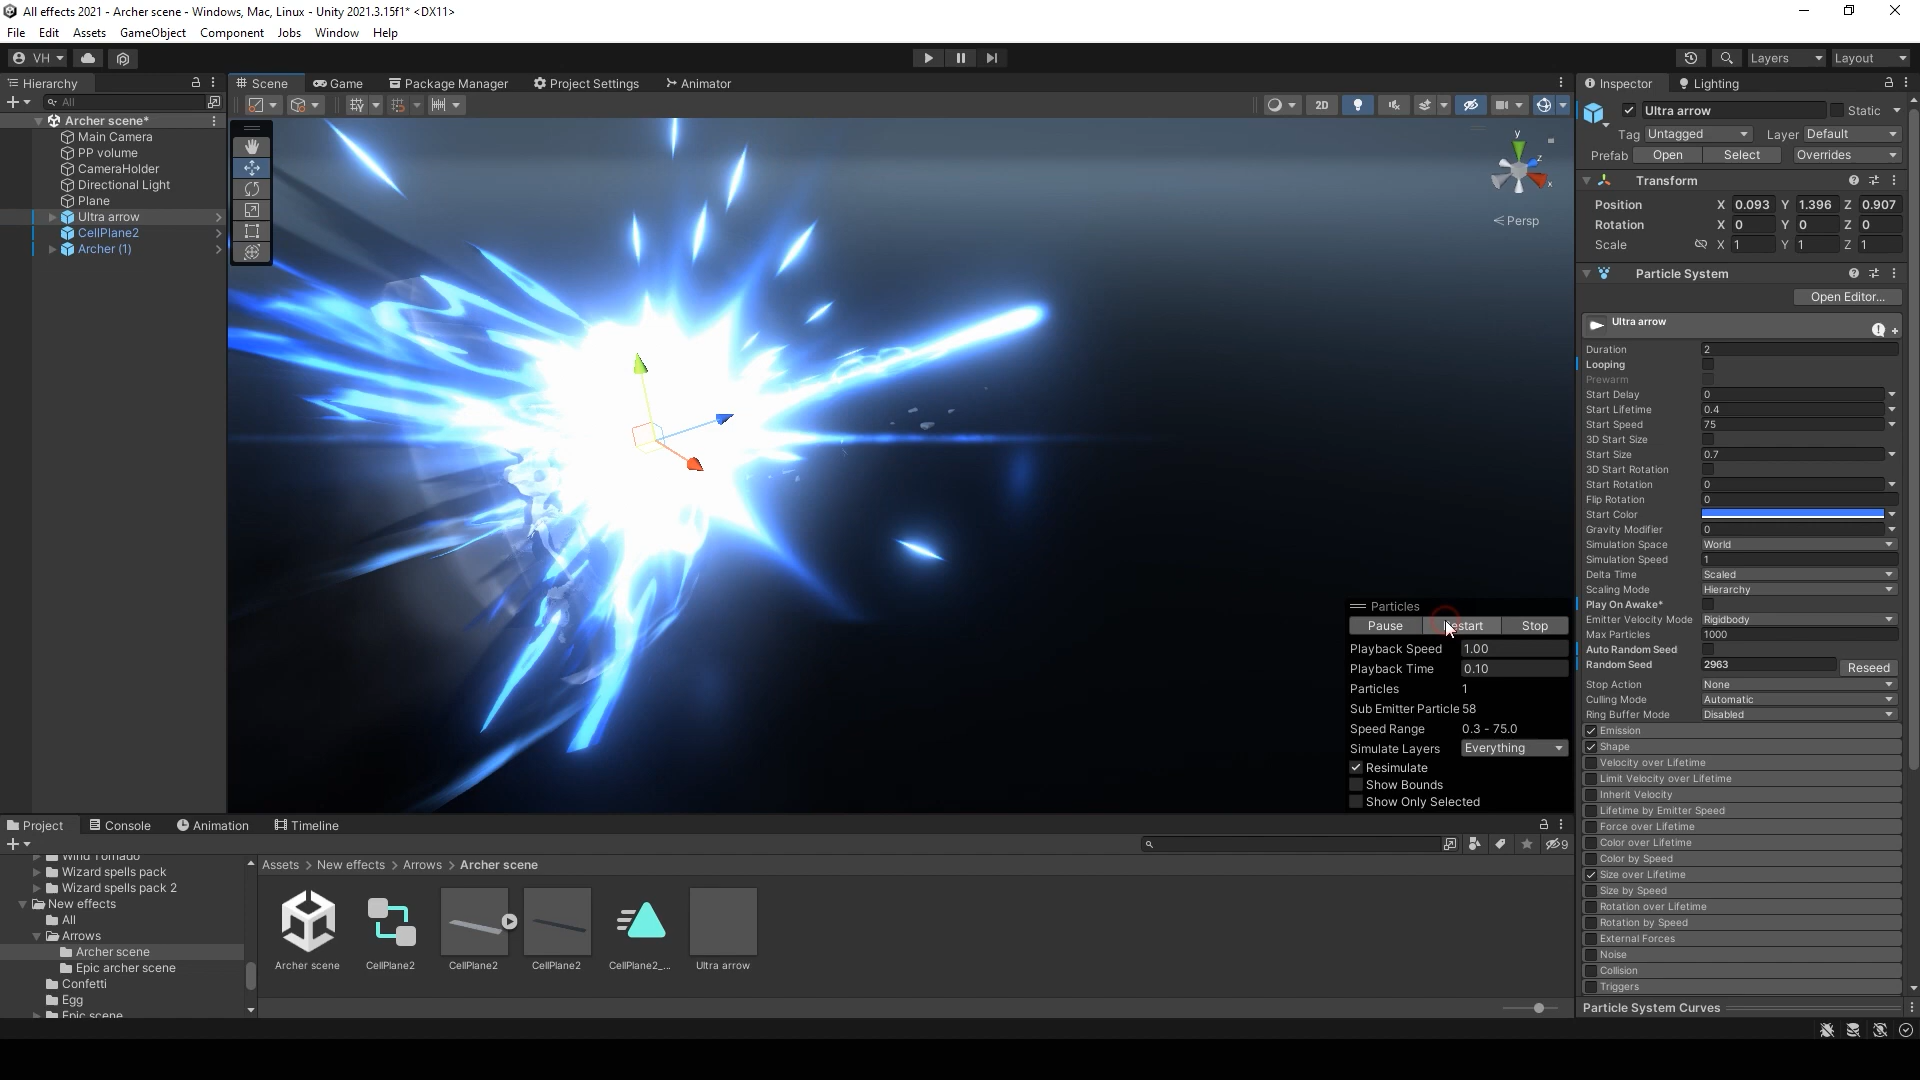 All effects 2021 - Archer scene - Windows, Mac, Linux - Unity 2021.3.15f1* <DX11>
File Edit Assets GameObject Component Jobs Window Help
VH Layers Layout
Hierarchy
All
Archer scene*
Main Camera
PP volume
CameraHolder
Directional Light
Plane
Ultra arrow
CellPlane2
Archer (1)
Scene Game Package Manager Project Settings Animator
2D
y
z
x
Persp
Particles
Pause Restart Stop
Playback Speed 1.00
Playback Time 0.10
Particles 1
Sub Emitter Particle 58
Speed Range 0.3 - 75.0
Simulate Layers Everything
Resimulate
Show Bounds
Show Only Selected
Inspector Lighting
Ultra arrow Static
Tag Untagged Layer Default
Prefab Open Select Overrides
Transform
Position X 0.093 Y 1.396 Z 0.907
Rotation X 0 Y 0 Z 0
Scale X 1 Y 1 Z 1
Particle System
Open Editor...
Ultra arrow
Duration 2
Looping
Prewarm
Start Delay 0
Start Lifetime 0.4
Start Speed 75
3D Start Size
Start Size 0.7
3D Start Rotation
Start Rotation 0
Flip Rotation 0
Start Color
Gravity Modifier 0
Simulation Space World
Simulation Speed 1
Delta Time Scaled
Scaling Mode Hierarchy
Play On Awake*
Emitter Velocity Mode Rigidbody
Max Particles 1000
Auto Random Seed
Random Seed 2963 Reseed
Stop Action None
Culling Mode Automatic
Ring Buffer Mode Disabled
Emission
Shape
Velocity over Lifetime
Limit Velocity over Lifetime
Inherit Velocity
Lifetime by Emitter Speed
Force over Lifetime
Color over Lifetime
Color by Speed
Size over Lifetime
Size by Speed
Rotation over Lifetime
Rotation by Speed
External Forces
Noise
Collision
Triggers
Particle System Curves
Project Console Animation Timeline
9
Wind Tornado
Wizard spells pack
Wizard spells pack 2
New effects
All
Arrows
Archer scene
Epic archer scene
Confetti
Egg
Epic scene
Assets > New effects > Arrows > Archer scene
Archer scene CellPlane2 CellPlane2 CellPlane2 CellPlane2_... Ultra arrow